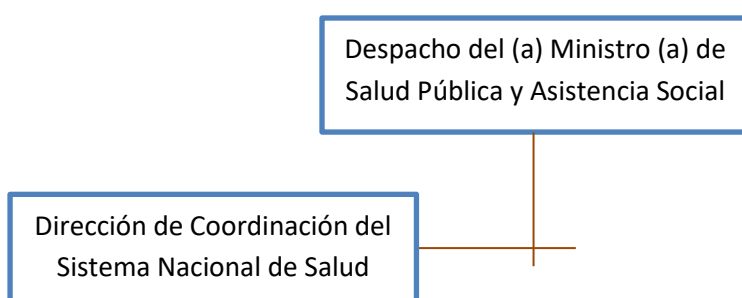 Despacho del (a) Ministro (a) de
Salud Pública y Asistencia Social
Dirección de Coordinación del
Sistema Nacional de Salud